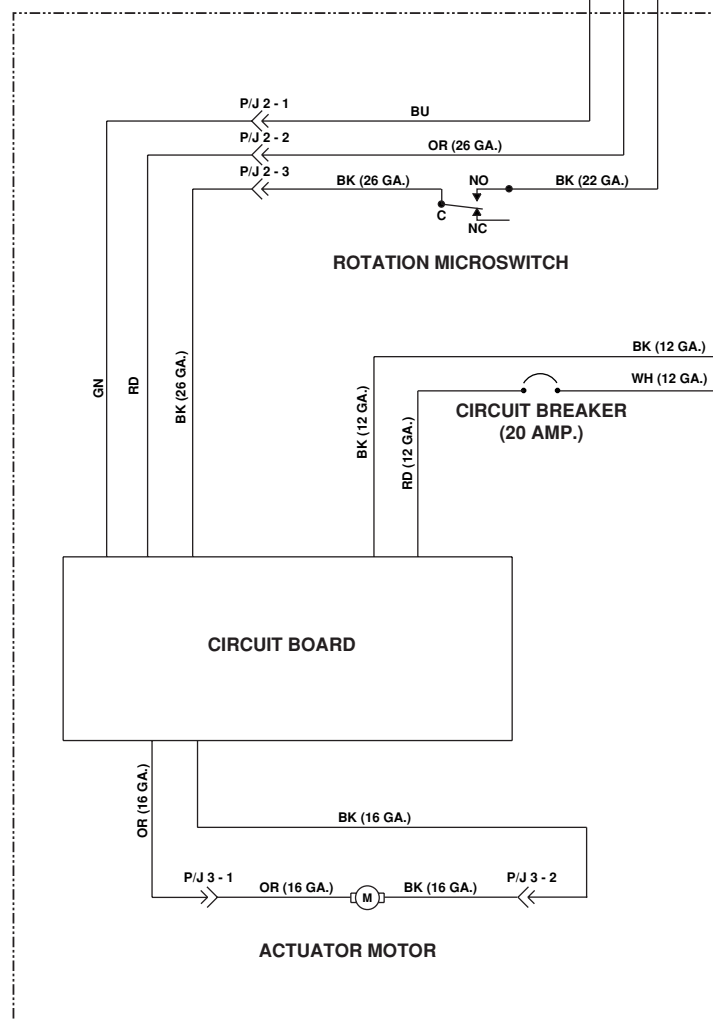 P/J 2 - 1
BU
P/J 2 - 2
OR (26 GA.)
P/J 2 - 3
BK (26 GA.)
NO
BK (22 GA.)
C
NC
ROTATION MICROSWITCH
GN
RD
BK (26 GA.)
BK (12 GA.)
RD (12 GA.)
BK (12 GA.)
WH (12 GA.)
CIRCUIT BREAKER
(20 AMP.)
CIRCUIT BOARD
OR (16 GA.)
BK (16 GA.)
P/J 3 - 1
OR (16 GA.)
M
BK (16 GA.)
P/J 3 - 2
ACTUATOR MOTOR